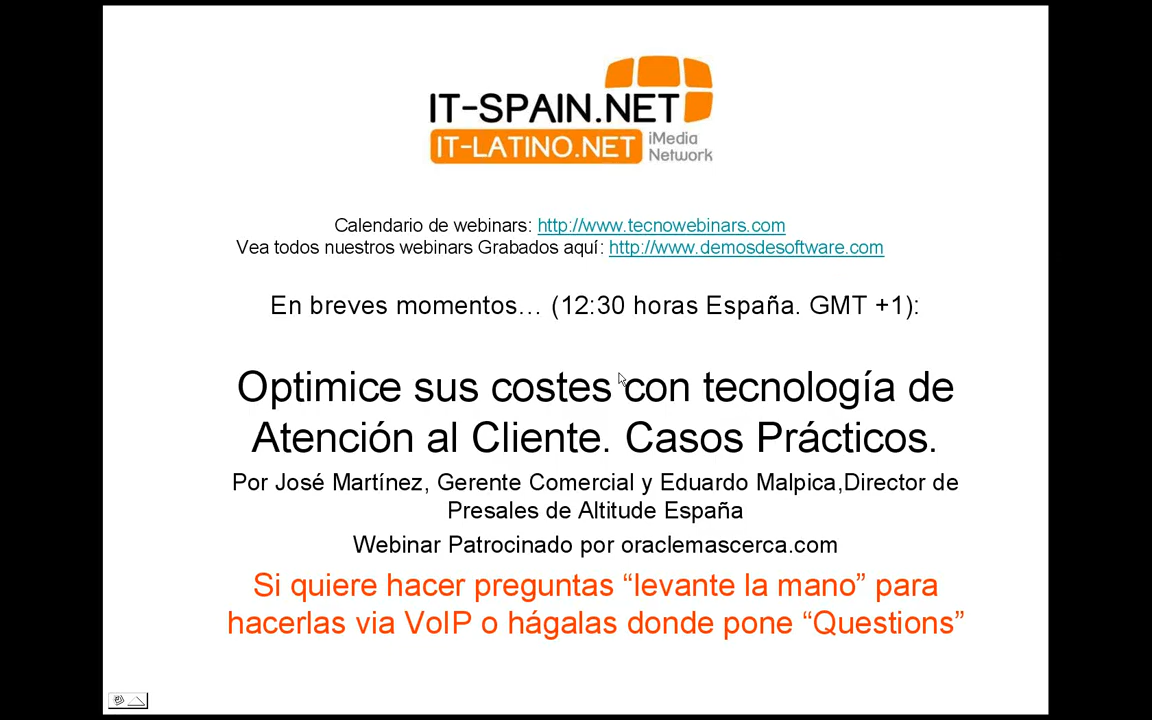 IT-SPAIN.NET
IT-LATINO.NET iMedia Network
Calendario de webinars: http://www.tecnowebinars.com
Vea todos nuestros webinars Grabados aquí: http://www.demosdesoftware.com
En breves momentos… (12:30 horas España. GMT +1):
Optimice sus costes con tecnología de
Atención al Cliente. Casos Prácticos.
Por José Martínez, Gerente Comercial y Eduardo Malpica,Director de
Presales de Altitude España
Webinar Patrocinado por oraclemascerca.com
Si quiere hacer preguntas “levante la mano” para
hacerlas via VoIP o hágalas donde pone “Questions”